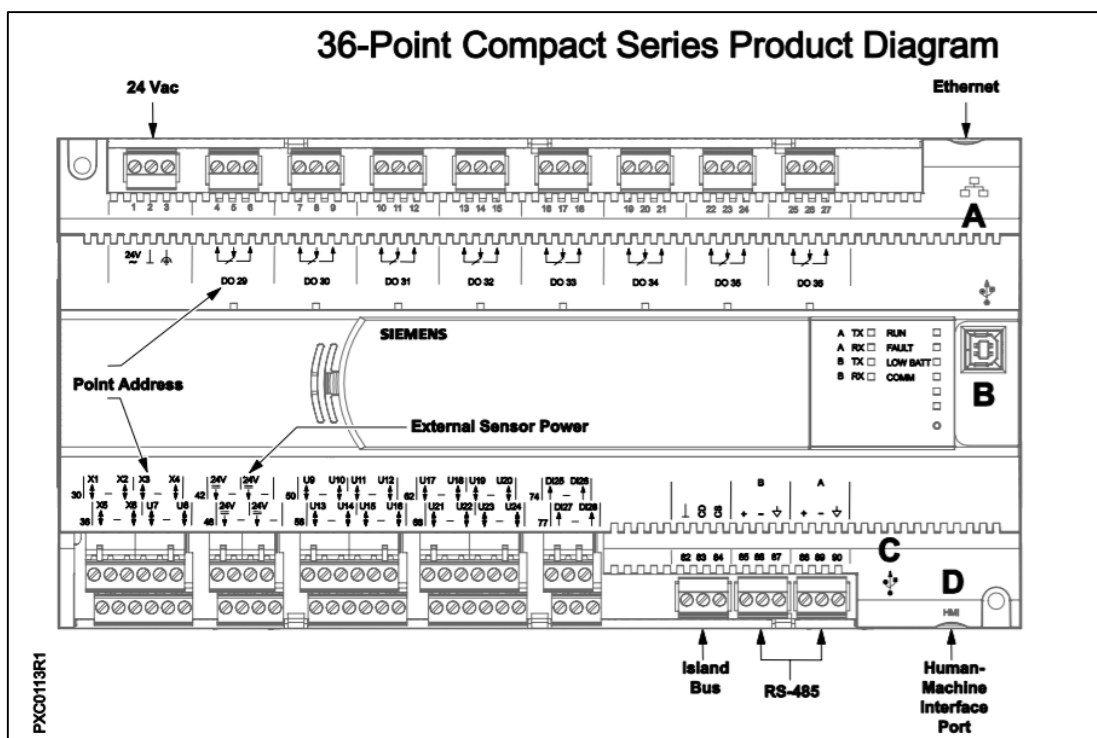 36-Point Compact Series Product Diagram
24 Vac
Ethernet
1 2 3 4 5 6 7 8 9 10 11 12 13 14 15 16 17 18 19 20 21 22 23 24 25 26 27
A
24V
~
DO 29 DO 30 DO 31 DO 32 DO 33 DO 34 DO 35 DO 36
SIEMENS
A TX RUN
A RX FAULT
B TX LOW BATT
B RX COMM
B
Point Address
External Sensor Power
X1 X2 X3 X4 24V 24V U9 U10 U11 U12 U17 U18 U19 U20 DI25 DI26
30 42 50 62 74
X5 X6 U7 U8 24V 24V U13 U14 U15 U16 U21 U22 U23 U24 DI27 DI28
36 46 56 68 77
B A
CD CS + - + -
82 83 84 85 86 87 88 89 90
C
D
HMI
Island
Bus
RS-485
Human-
Machine
Interface
Port
PXC0113R1